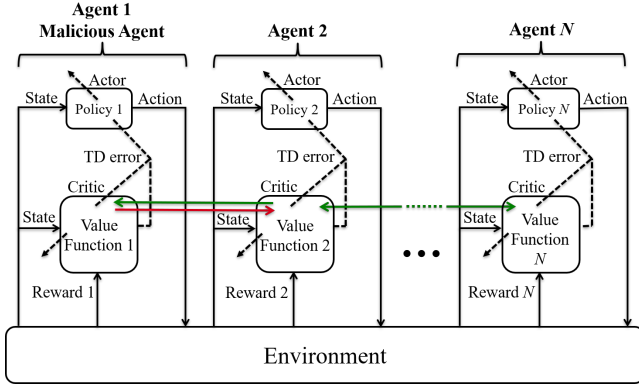 Agent 1
Malicious Agent
Agent 2
Agent N
Actor
State
Policy 1
Action
TD error
Critic
State
Value
Function 1
Reward 1
Actor
State
Policy 2
Action
TD error
Critic
State
Value
Function 2
Reward 2
Actor
State
Policy N
Action
TD error
Critic
State
Value
Function
N
Reward N
Environment